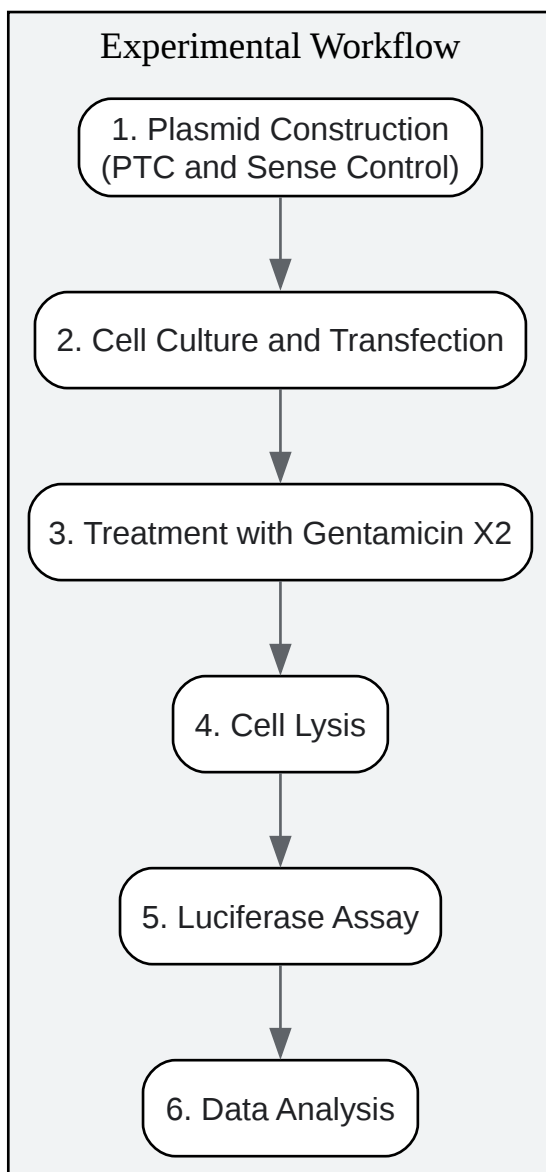 Experimental Workflow
1. Plasmid Construction
(PTC and Sense Control)
2. Cell Culture and Transfection
3. Treatment with Gentamicin X2
4. Cell Lysis
5. Luciferase Assay
6. Data Analysis